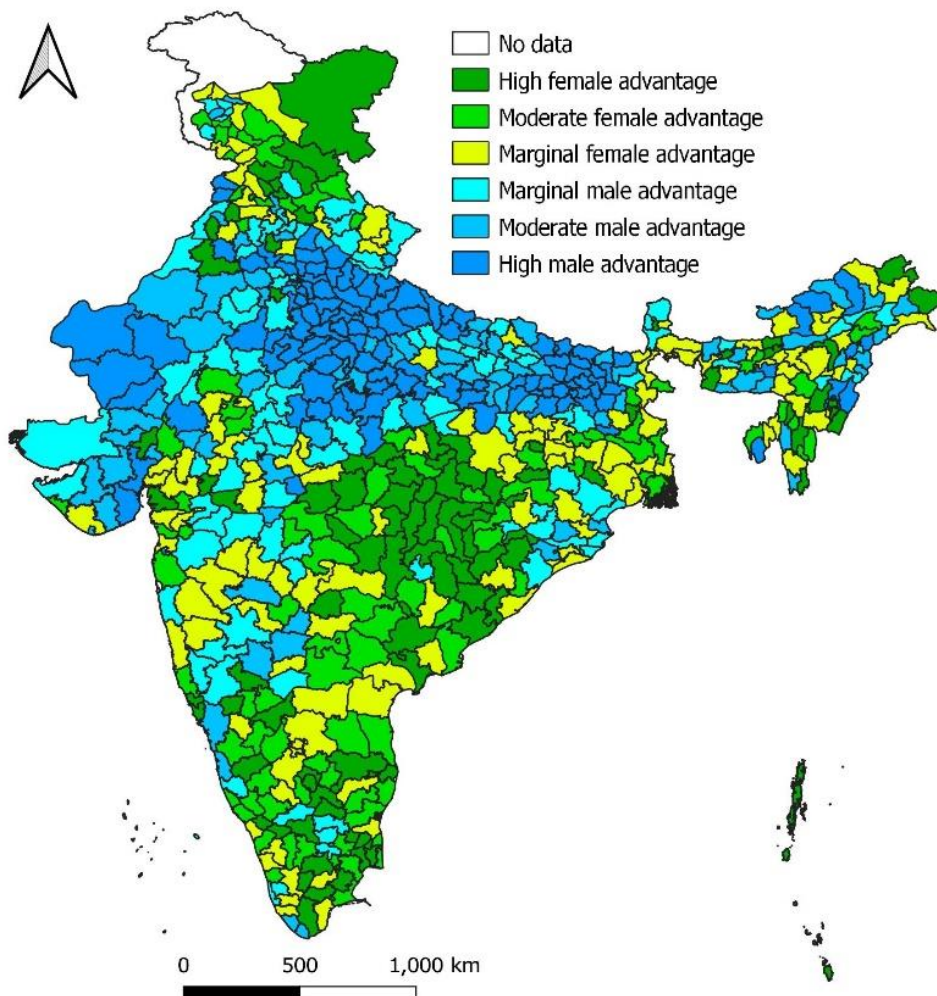 No data
High female advantage
Moderate female advantage
Marginal female advantage
Marginal male advantage
Moderate male advantage
High male advantage
0 500 1,000 km